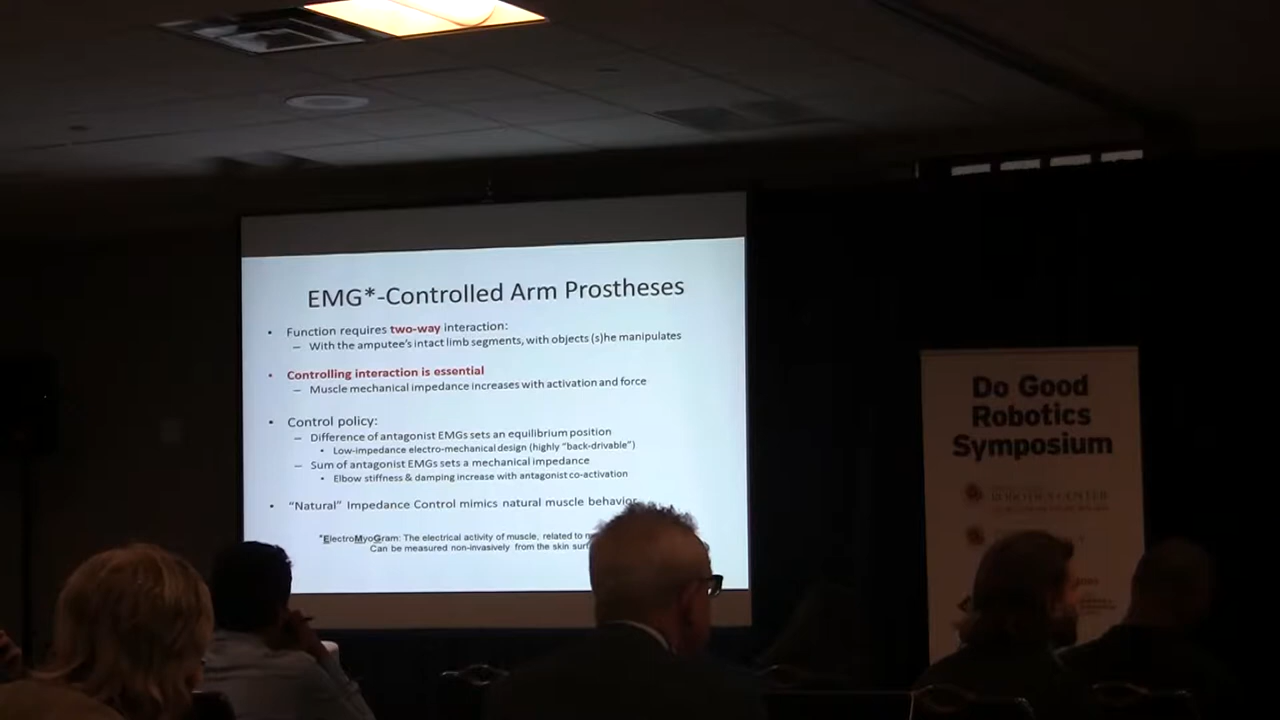 EMG*-Controlled Arm Prostheses
• Function requires two-way interaction:
– With the amputee's intact limb segments, with objects (s)he manipulates
• Controlling interaction is essential
– Muscle mechanical impedance increases with activation and force
• Control policy:
– Difference of antagonist EMGs sets an equilibrium position
• Low-impedance electro-mechanical design (highly "back-drivable")
– Sum of antagonist EMGs sets a mechanical impedance
• Elbow stiffness & damping increase with antagonist co-activation
• "Natural" Impedance Control mimics natural muscle behavior
*ElectroMyoGram: The electrical activity of muscle, related to
Can be measured non-invasively from the skin
Do Good
Robotics
Symposium
ROBOTICS CENTER